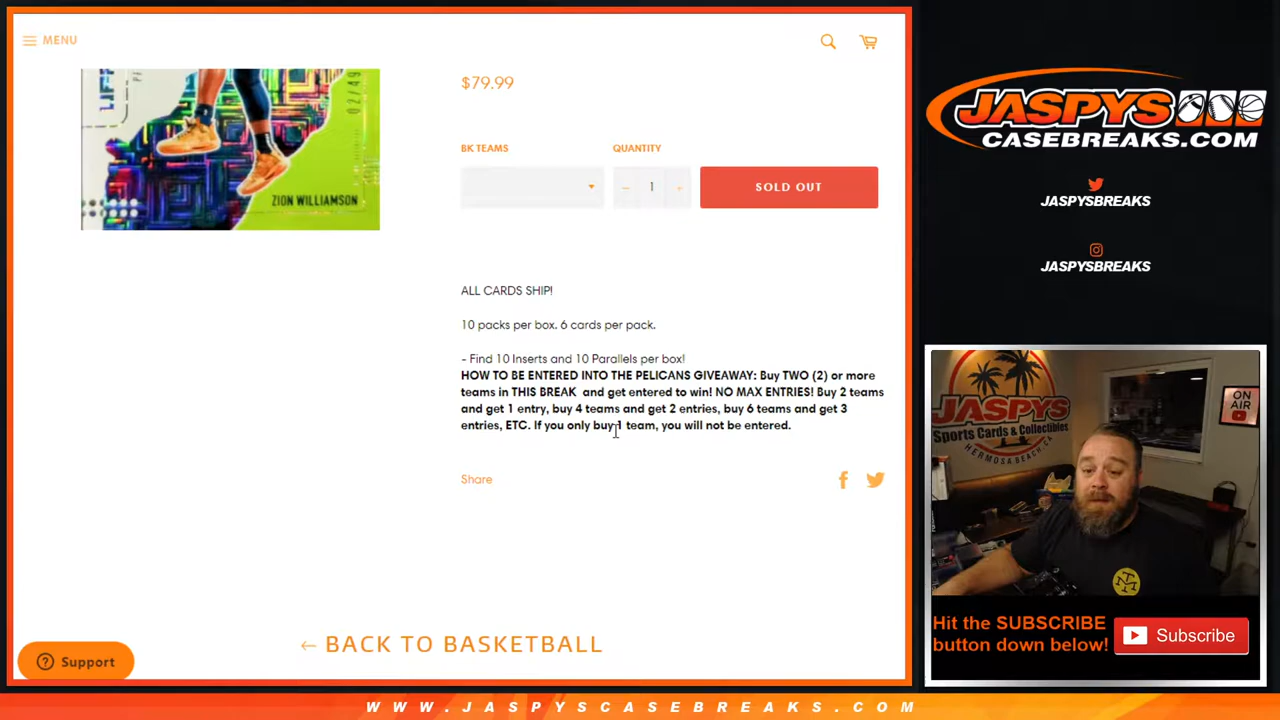 MENU
$79.99
02/49
ZION WILLIAMSON
BK TEAMS
QUANTITY
1
SOLD OUT
ALL CARDS SHIP!
10 packs per box. 6 cards per pack.
- Find 10 Inserts and 10 Parallels per box!
HOW TO BE ENTERED INTO THE PELICANS GIVEAWAY: Buy TWO (2) or more
teams in THIS BREAK and get entered to win! NO MAX ENTRIES! Buy 2 teams
and get 1 entry, buy 4 teams and get 2 entries, buy 6 teams and get 3
entries, ETC. If you only buy 1 team, you will not be entered.
Share
← BACK TO BASKETBALL
Support
JASPYS
CASEBREAKS.COM
JASPYSBREAKS
JASPYSBREAKS
JASPYS
Sports Cards & Collectibles
HERMOSA BEACH, CA
ON
AIR
Hit the SUBSCRIBE
button down below!
Subscribe
WWW.JASPYSCASEBREAKS.COM